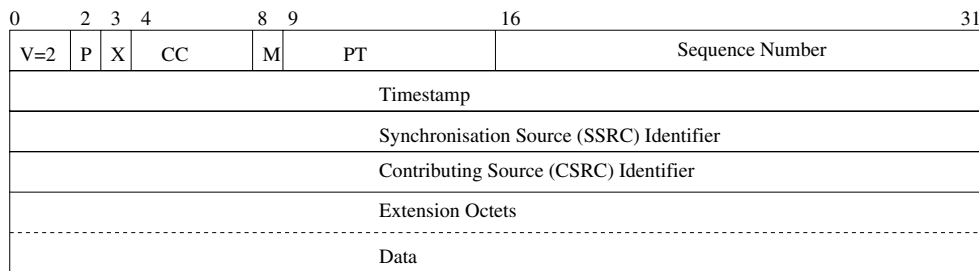 0 2 3 4 8 9 16 31
V=2 P X CC M PT Sequence Number
Timestamp
Synchronisation Source (SSRC) Identifier
Contributing Source (CSRC) Identifier
Extension Octets
Data